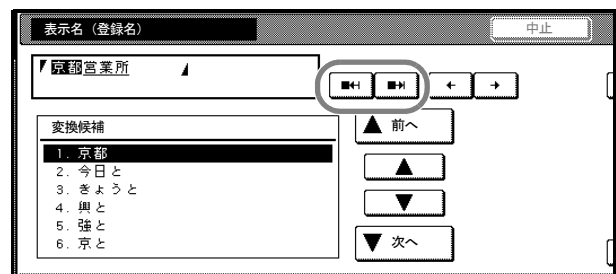 表示名（登録名）
中止
京都営業所
変換候補
前へ
1. 京都
2. 今日と
3. きょうと
4. 興と
5. 強と
6. 京と
次へ